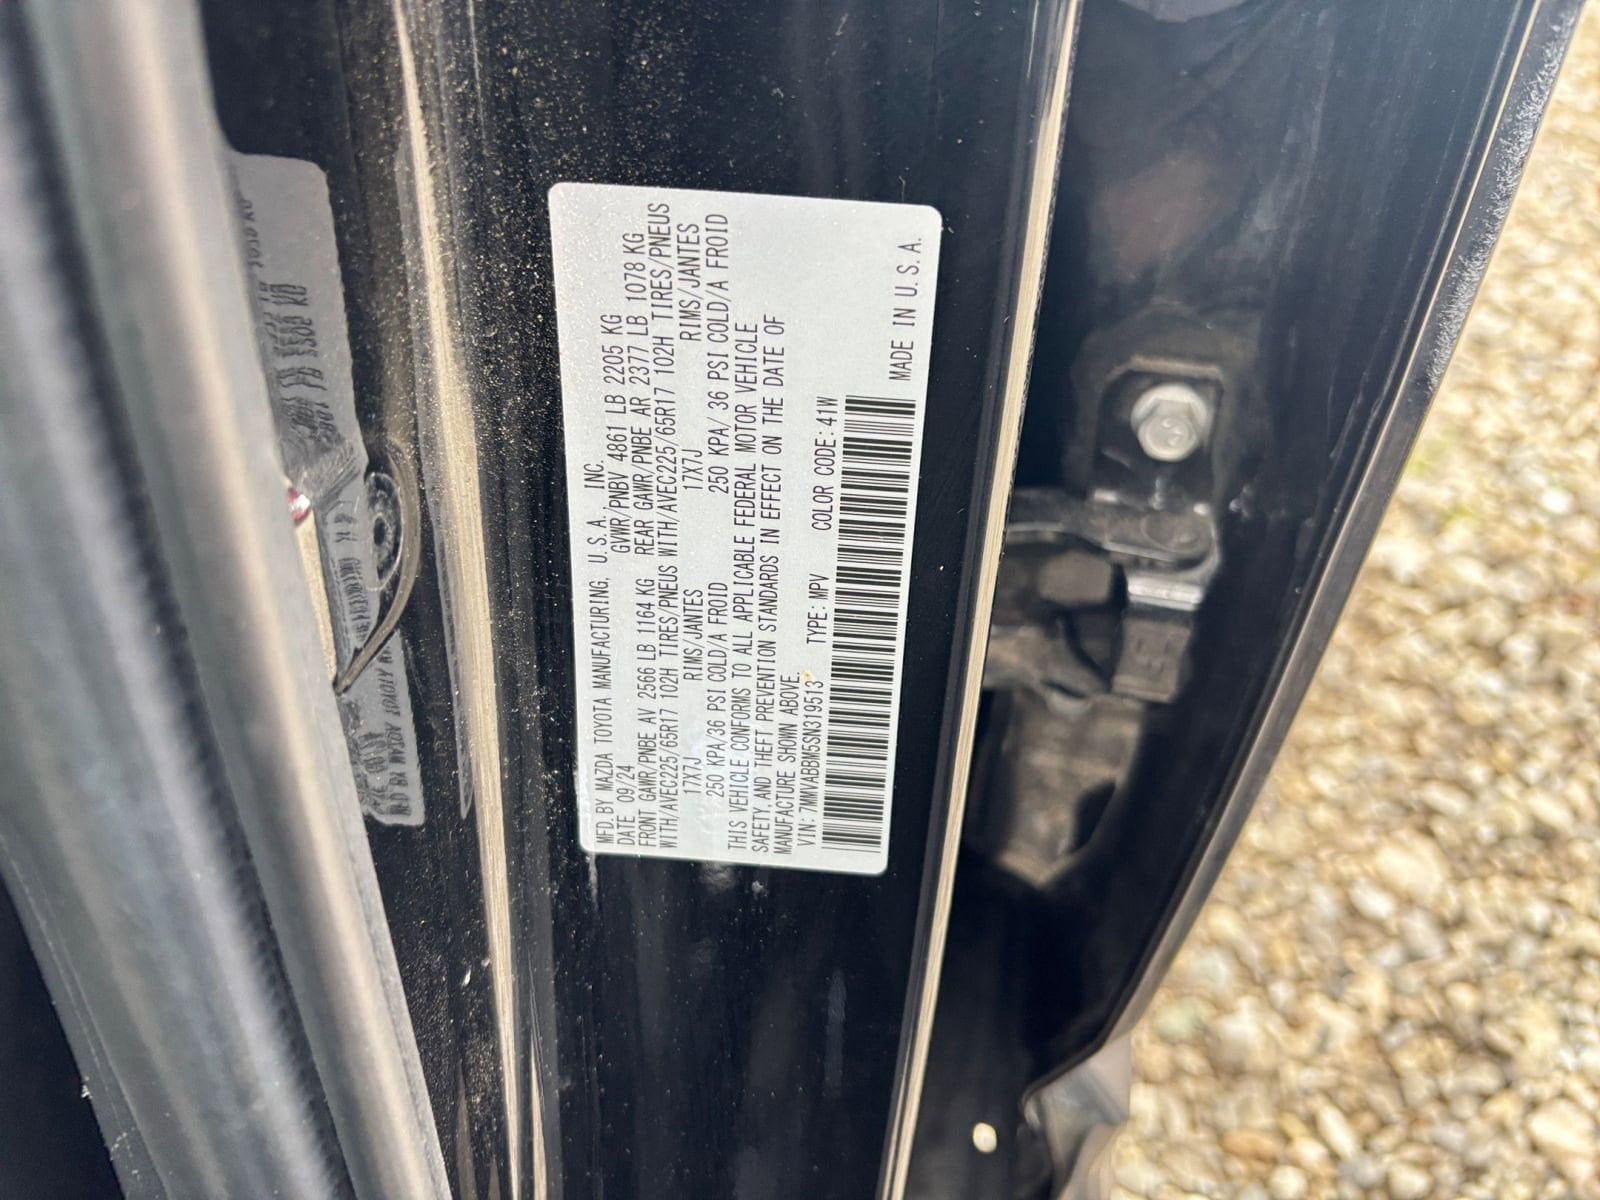 MFD.BY MAZDA TOYOTA MANUFACTURING, U.S.A., INC.
DATE 09/24 GVWR/PNBV 4861 LB 2205 KG
FRONT GAWR/PNBE AV 2566 LB 1164 KG REAR GAWR/PNBE AR 2377 LB 1078 KG
WITH/AVEC225/65R17 102H TIRES/PNEUS WITH/AVEC225/65R17 102H TIRES/PNEUS
17X7J RIMS/JANTES 17X7J RIMS/JANTES
250 KPA/36 PSI COLD/A FROID 250 KPA/36 PSI COLD/A FROID
THIS VEHICLE CONFORMS TO ALL APPLICABLE FEDERAL MOTOR VEHICLE
SAFETY, AND THEFT PREVENTION STANDARDS IN EFFECT ON THE DATE OF
MANUFACTURE SHOWN ABOVE.
VIN:7MMVABBM5SN319513 TYPE:MPV COLOR CODE:41W
MADE IN U.S.A.